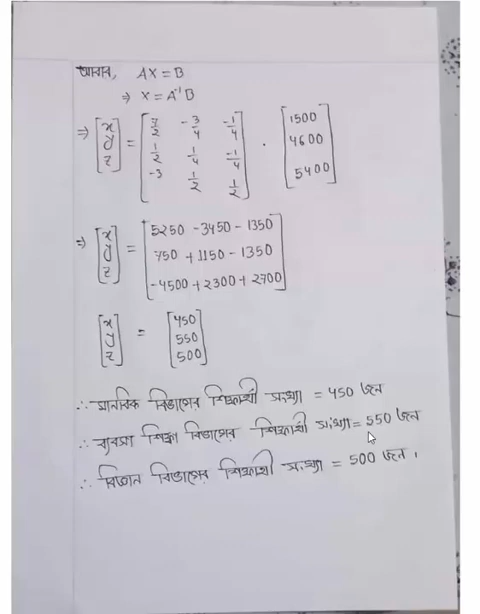 আবার, AX = B
⇒ X = A⁻¹B
⇒ [x y z] = [7/2 -3/4 -1/4; 1/2 1/4 -1/4; -3 1/2 1/2] . [1500 4600 5400]
⇒ [x y z] = [5250 -3450 - 1350; 750 + 1150 - 1350; -4500 + 2300 + 2700]
[x y z] = [450 550 500]
∴ মানবিক বিভাগের শিক্ষার্থী সংখ্যা = 450 জন
∴ ব্যবসা শিক্ষা বিভাগের শিক্ষার্থী সংখ্যা = 550 জন
∴ বিজ্ঞান বিভাগের শিক্ষার্থী সংখ্যা = 500 জন ।